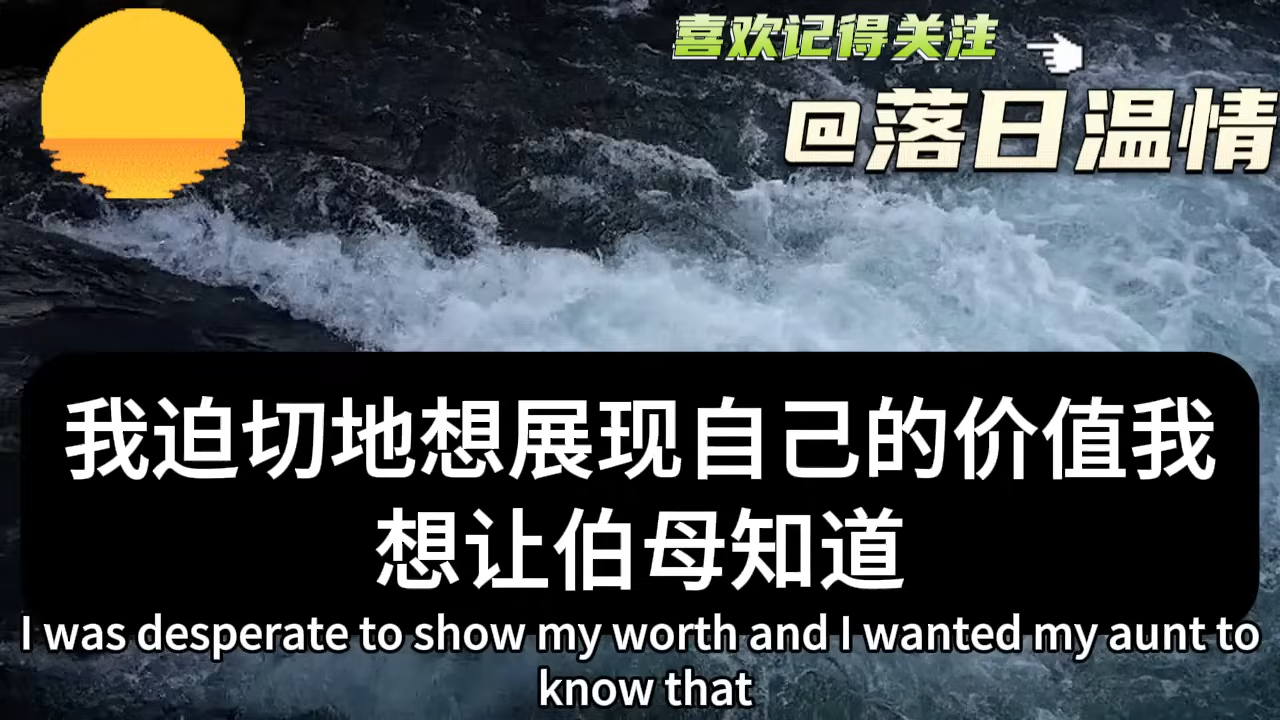 喜欢记得关注
@落日温情
我迫切地想展现自己的价值我
想让伯母知道
I was desperate to show my worth and I wanted my aunt to
know that